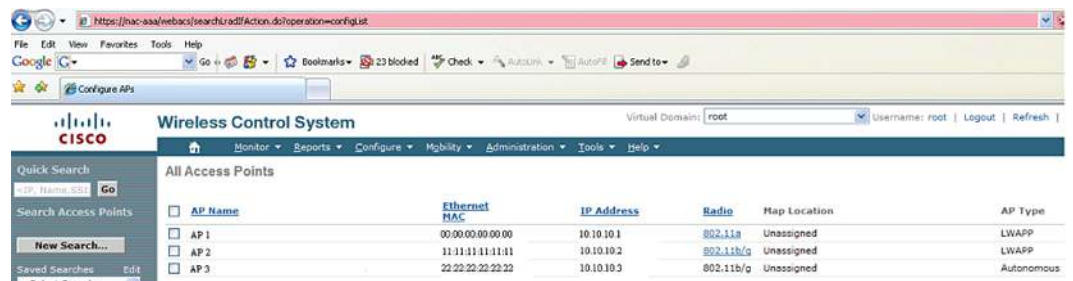 https://nac-aaa/webacs/searchLradIfAction.do?operation=configList
File Edit View Favorites Tools Help
Google G Go Bookmarks 23 blocked Check AutoLink AutoFill Send to
Configure APs
CISCO
Wireless Control System
Virtual Domain: root Username: root | Logout | Refresh |
Monitor Reports Configure Mobility Administration Tools Help
Quick Search
<IP, Name, SSI Go
Search Access Points
New Search...
Saved Searches Edit
All Access Points
AP Name Ethernet MAC IP Address Radio Map Location AP Type
AP 1 00:00:00:00:00:00 10.10.10.1 802.11a Unassigned LWAPP
AP 2 11:11:11:11:11:11 10.10.10.2 802.11b/g Unassigned LWAPP
AP 3 22:22:22:22:22:22 10.10.10.3 802.11b/g Unassigned Autonomous